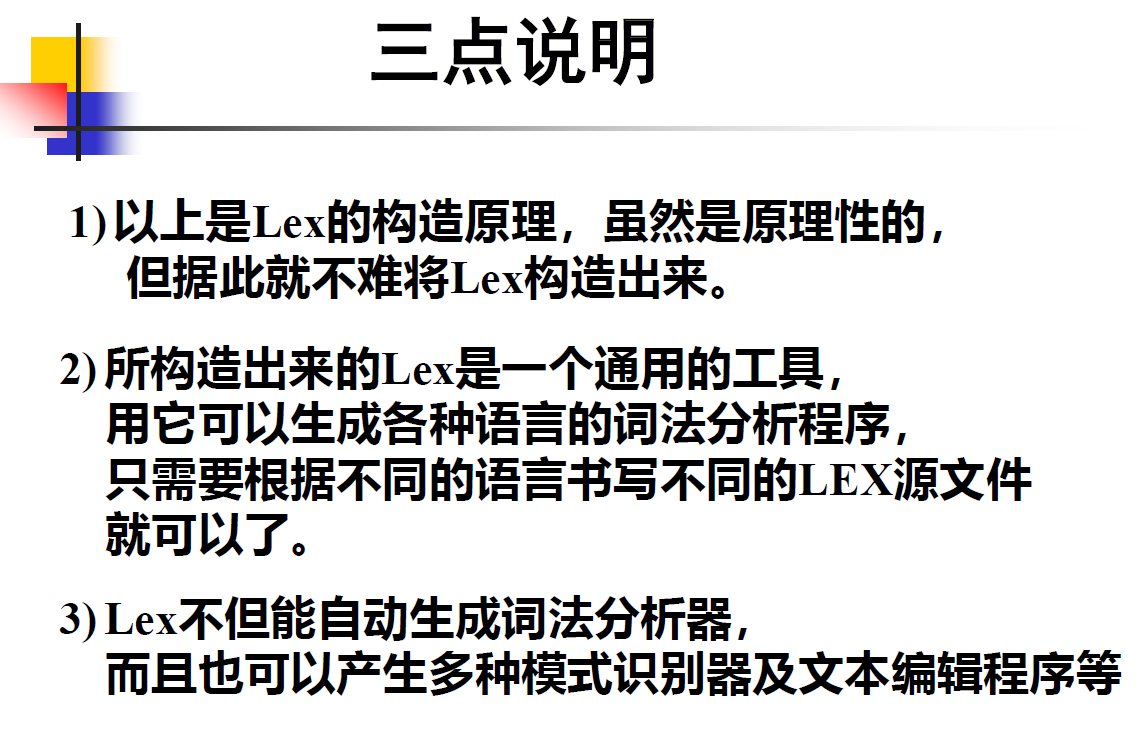 三点说明
1)以上是Lex的构造原理，虽然是原理性的，
但据此就不难将Lex构造出来。
2)所构造出来的Lex是一个通用的工具，
用它可以生成各种语言的词法分析程序，
只需要根据不同的语言书写不同的LEX源文件
就可以了。
3)Lex不但能自动生成词法分析器，
而且也可以产生多种模式识别器及文本编辑程序等